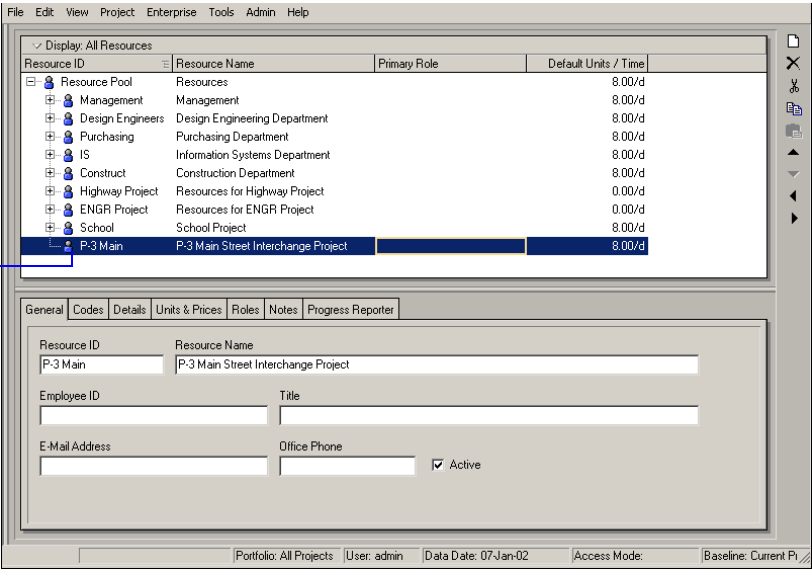 File Edit View Project Enterprise Tools Admin Help
Display: All Resources
Resource ID Resource Name Primary Role Default Units / Time
Resource Pool Resources 8.00/d
Management Management 8.00/d
Design Engineers Design Engineering Department 8.00/d
Purchasing Purchasing Department 8.00/d
IS Information Systems Department 8.00/d
Construct Construction Department 8.00/d
Highway Project Resources for Highway Project 0.00/d
ENGR Project Resources for ENGR Project 0.00/d
School School Project 8.00/d
P-3 Main P-3 Main Street Interchange Project 8.00/d
General Codes Details Units & Prices Roles Notes Progress Reporter
Resource ID Resource Name
P-3 Main P-3 Main Street Interchange Project
Employee ID Title
E-Mail Address Office Phone
Active
Portfolio: All Projects User: admin Data Date: 07-Jan-02 Access Mode: Baseline: Current